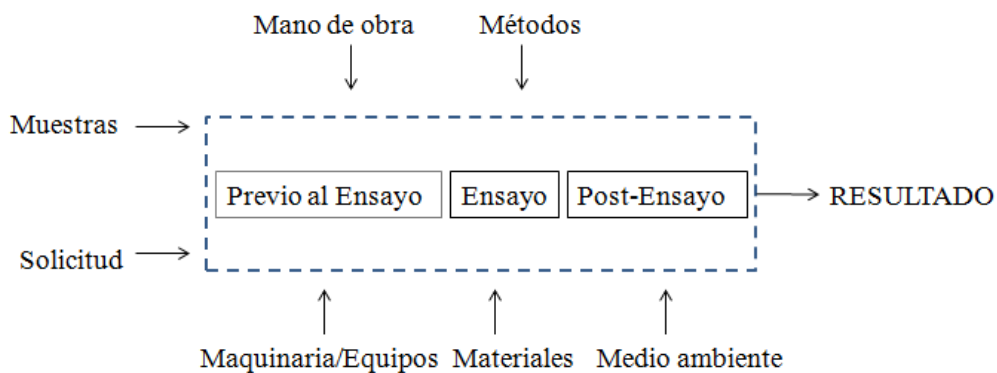 Mano de obra
Métodos
Muestras
Previo al Ensayo
Ensayo
Post-Ensayo
RESULTADO
Solicitud
Maquinaria/Equipos
Materiales
Medio ambiente